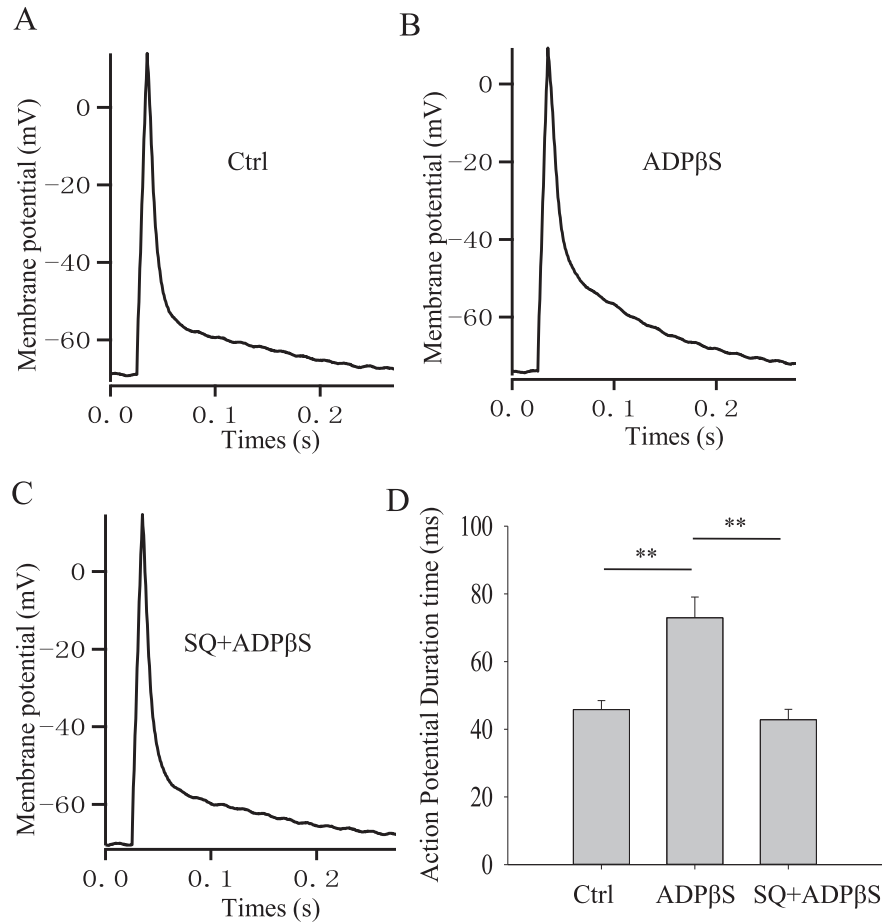 A
Membrane potential (mV)
0
−20
−40
−60
Ctrl
0.0 0.1 0.2
Times (s)
B
Membrane potential (mV)
0
−20
−40
−60
ADPβS
0.0 0.1 0.2
Times (s)
C
Membrane potential (mV)
0
−20
−40
−60
SQ+ADPβS
0.0 0.1 0.2
Times (s)
D
Action Potential Duration time (ms)
100
80
60
40
20
0
**
**
Ctrl ADPβS SQ+ADPβS